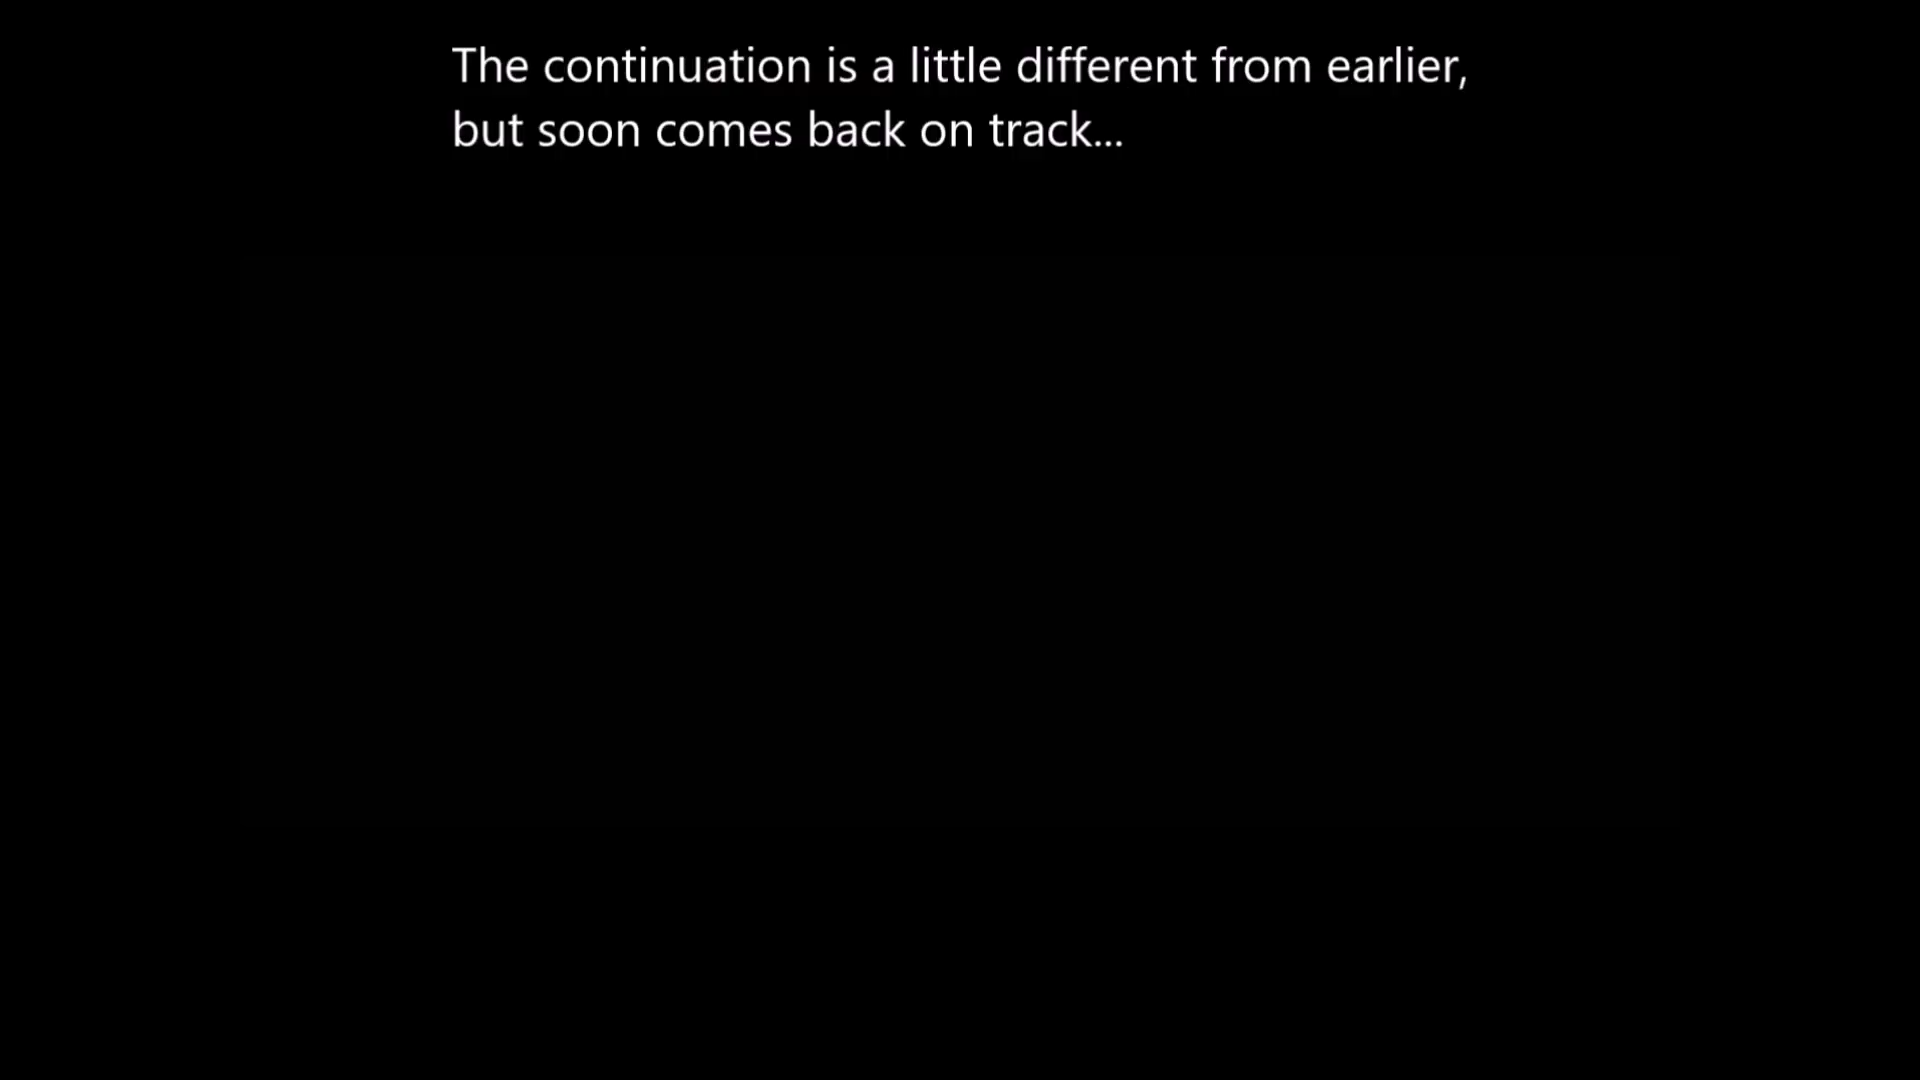 The continuation is a little different from earlier,
but soon comes back on track...